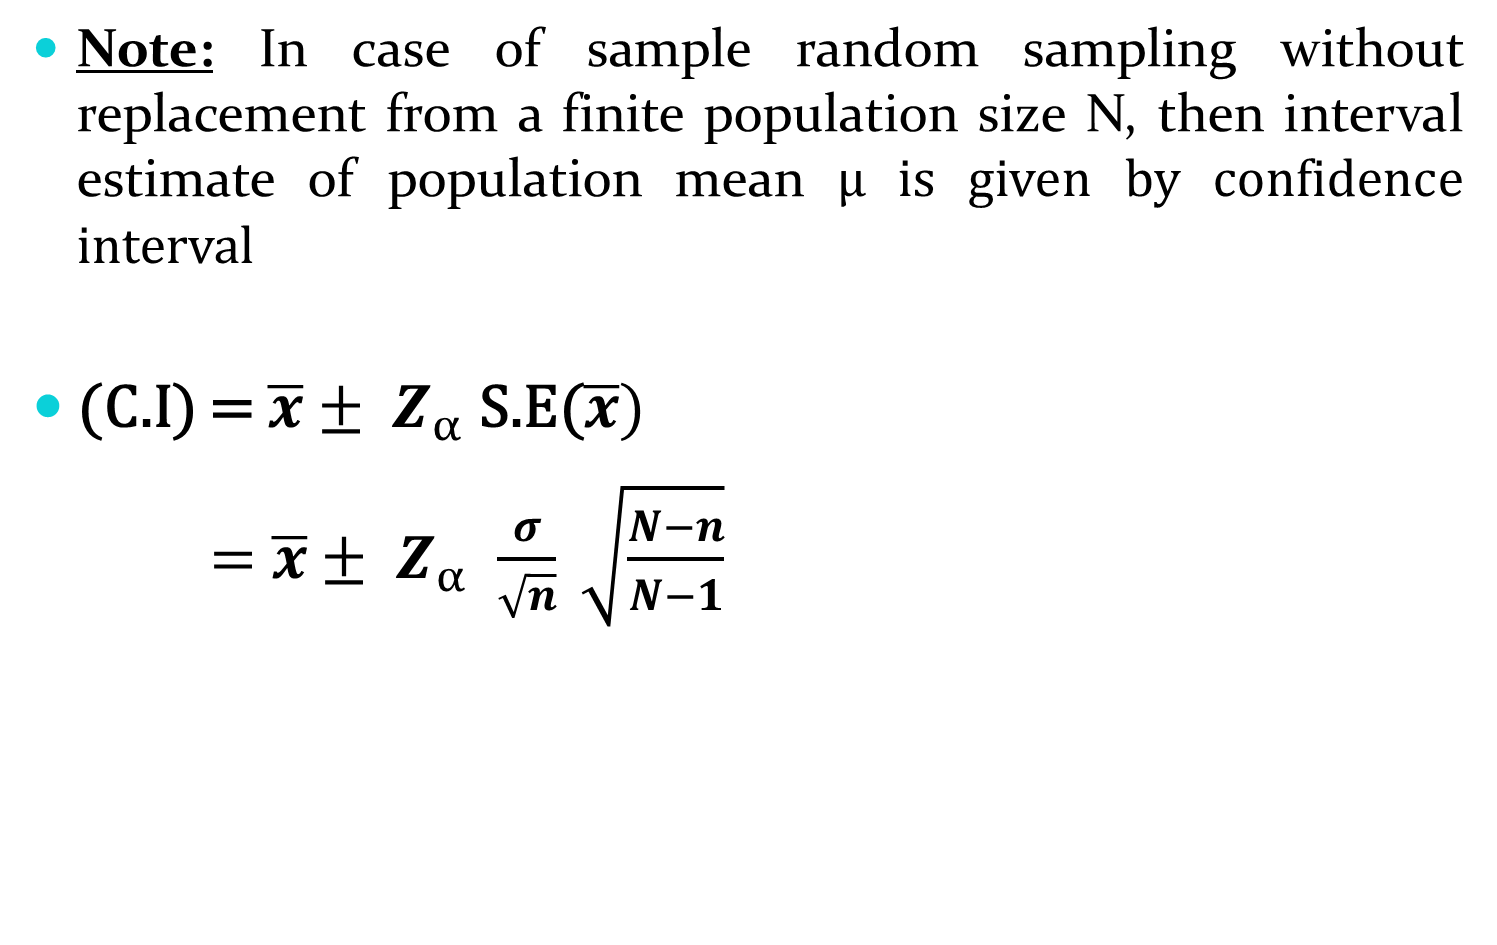 • Note: In case of sample random sampling without
replacement from a finite population size N, then interval
estimate of population mean μ is given by confidence
interval
• (C.I) = x̅ ± Z_α S.E(x̅)
= x̅ ± Z_α σ/√n √((N−n)/(N−1))